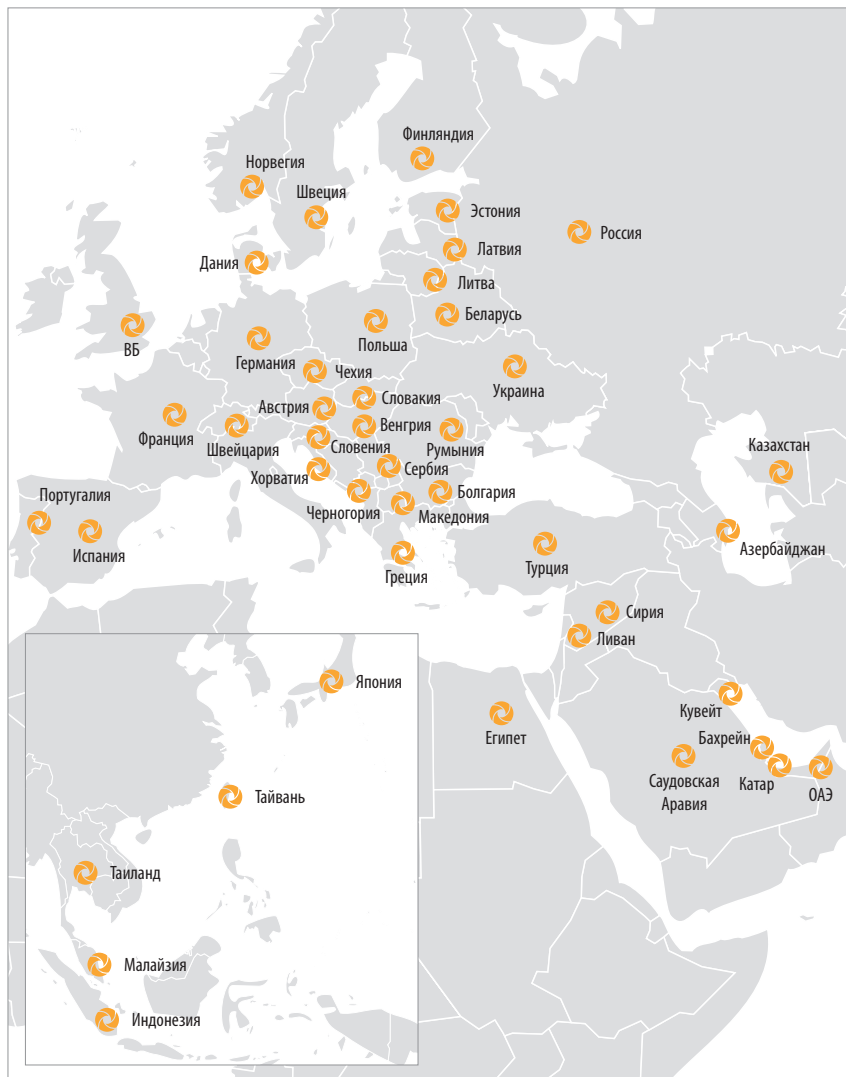 Финляндия
Норвегия
Швеция
Эстония
Россия
Латвия
Дания
Литва
Беларусь
ВБ
Польша
Германия
Чехия
Украина
Словакия
Австрия
Венгрия
Франция
Швейцария
Словения
Румыния
Казахстан
Сербия
Хорватия
Португалия
Болгария
Черногория
Македония
Азербайджан
Испания
Турция
Греция
Сирия
Ливан
Япония
Кувейт
Египет
Бахрейн
Катар
ОАЭ
Саудовская
Аравия
Тайвань
Таиланд
Малайзия
Индонезия